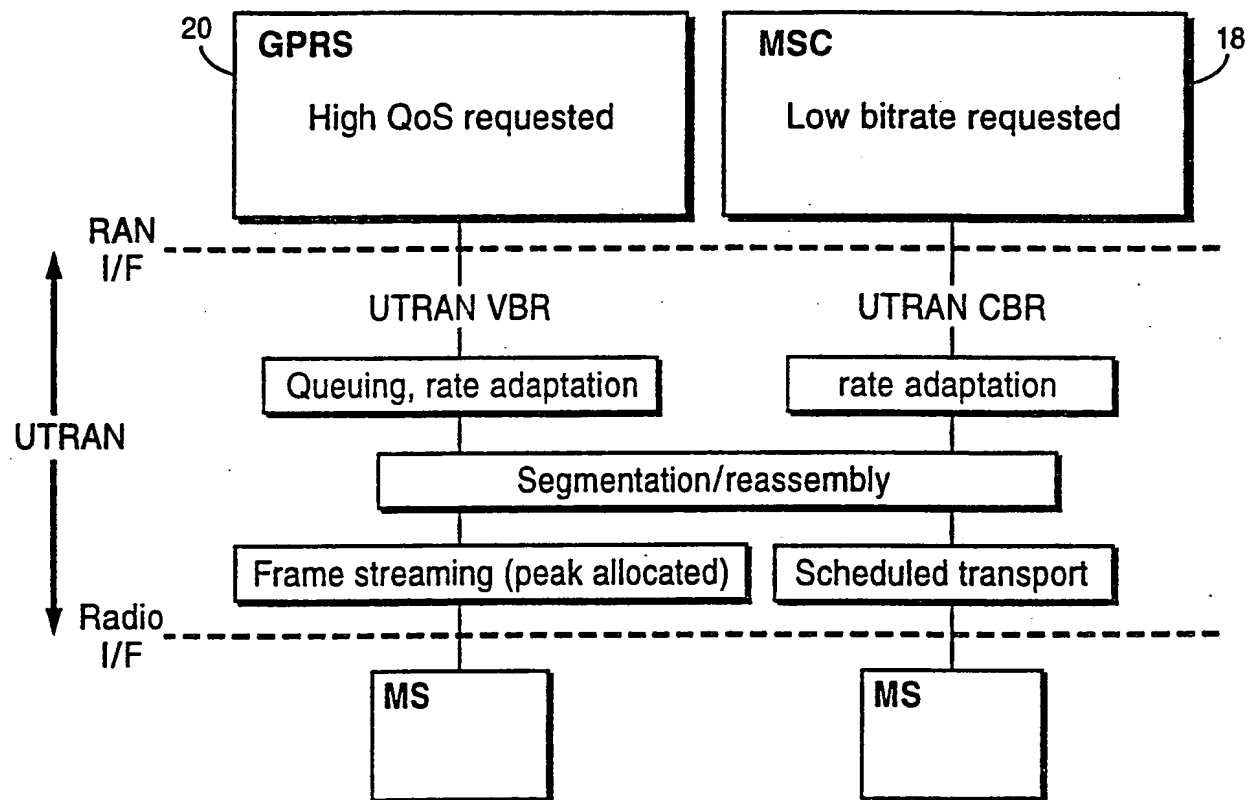 20
GPRS
High QoS requested
MSC
Low bitrate requested
18
RAN
I/F
UTRAN VBR
UTRAN CBR
Queuing, rate adaptation
rate adaptation
UTRAN
Segmentation/reassembly
Frame streaming (peak allocated)
Scheduled transport
Radio
I/F
MS
MS